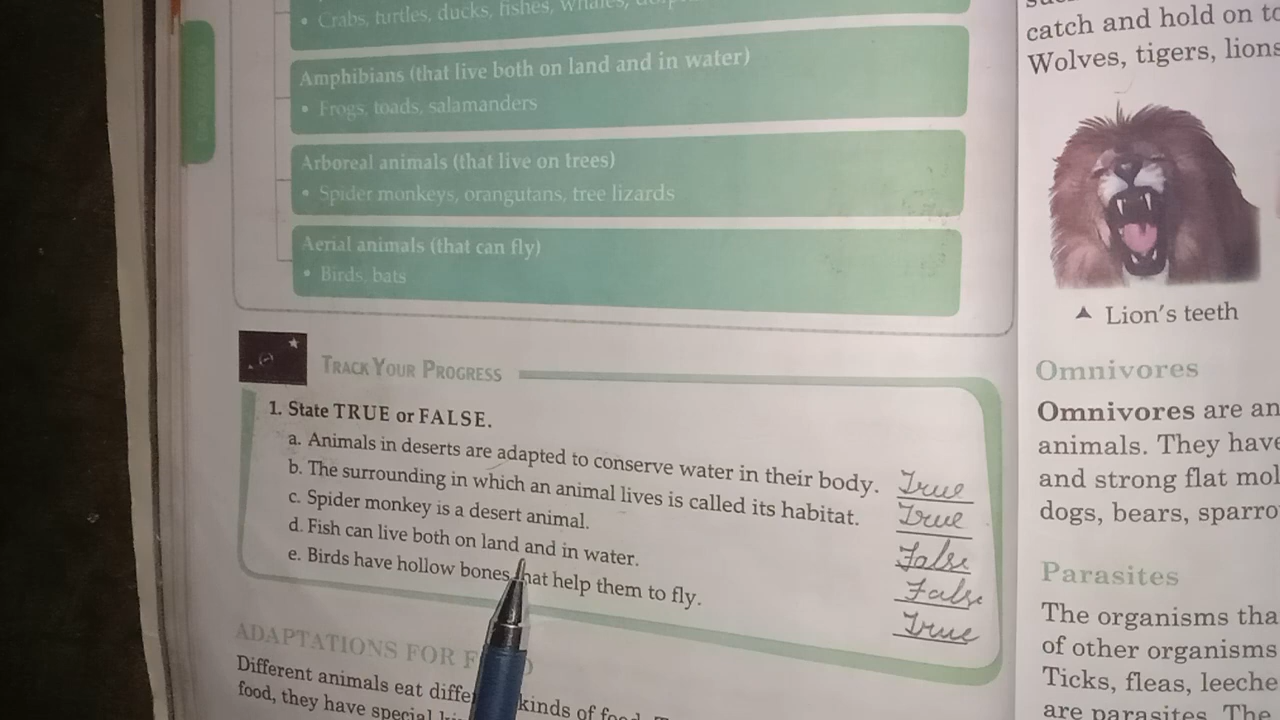 • Crabs, turtles, ducks, fishes, whales,
Amphibians (that live both on land and in water)
• Frogs, toads, salamanders
Arboreal animals (that live on trees)
• Spider monkeys, orangutans, tree lizards
Aerial animals (that can fly)
• Birds, bats
TRACK YOUR PROGRESS
1. State TRUE or FALSE.
a. Animals in deserts are adapted to conserve water in their body. True
b. The surrounding in which an animal lives is called its habitat. True
c. Spider monkey is a desert animal. False
d. Fish can live both on land and in water. False
e. Birds have hollow bones that help them to fly. True
ADAPTATIONS FOR
Different animals eat kinds of food.
food, they have special
catch and hold on to
Wolves, tigers, lions
▲ Lion's teeth
Omnivores
Omnivores are an
animals. They have
and strong flat mol
dogs, bears, sparro
Parasites
The organisms tha
of other organisms
Ticks, fleas, leeche
are parasites. The